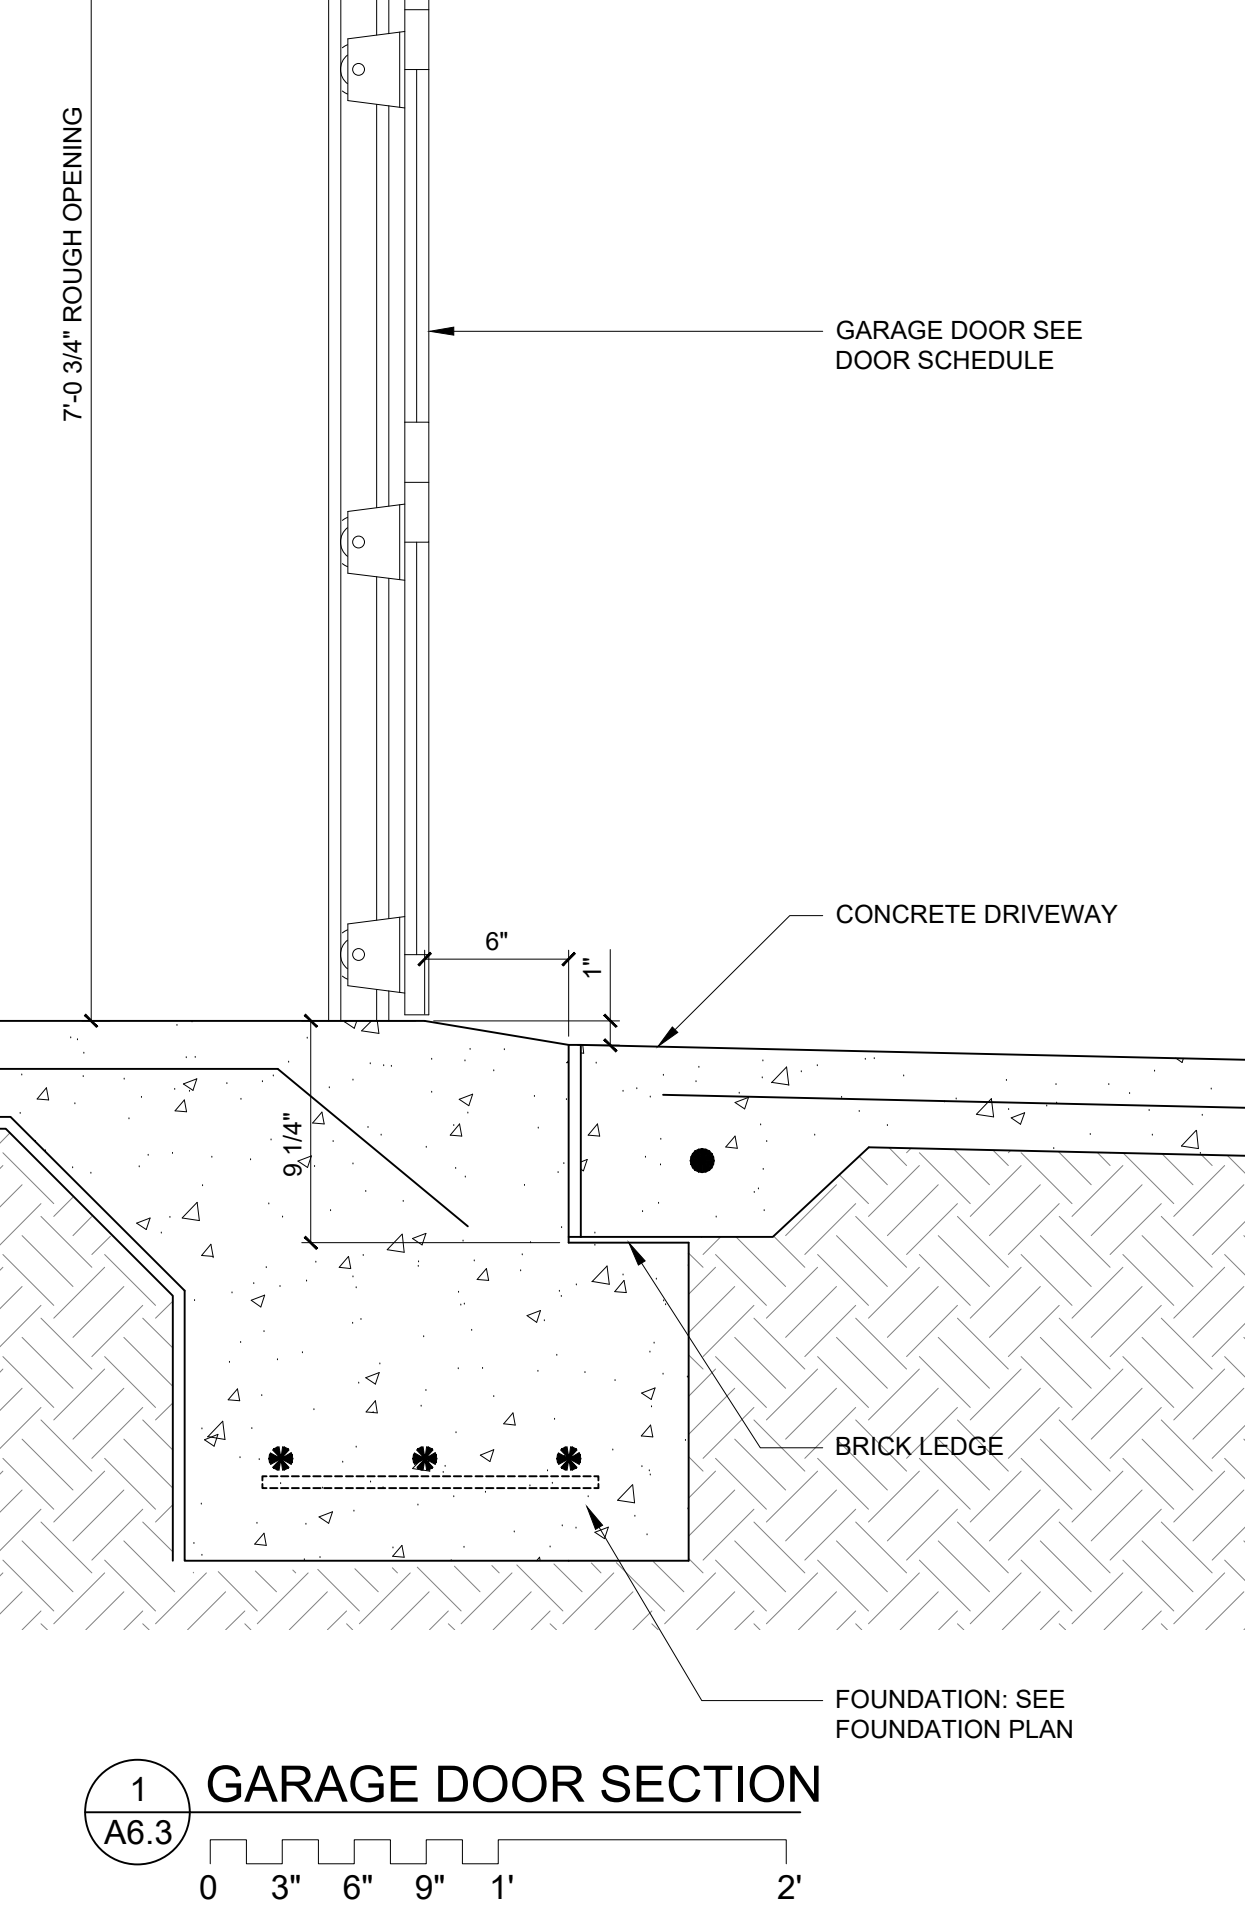 7'-0 3/4" ROUGH OPENING
GARAGE DOOR SEE
DOOR SCHEDULE
CONCRETE DRIVEWAY
6"
1"
9 1/4"
BRICK LEDGE
FOUNDATION: SEE
FOUNDATION PLAN
1
A6.3
GARAGE DOOR SECTION
0 3" 6" 9" 1' 2'